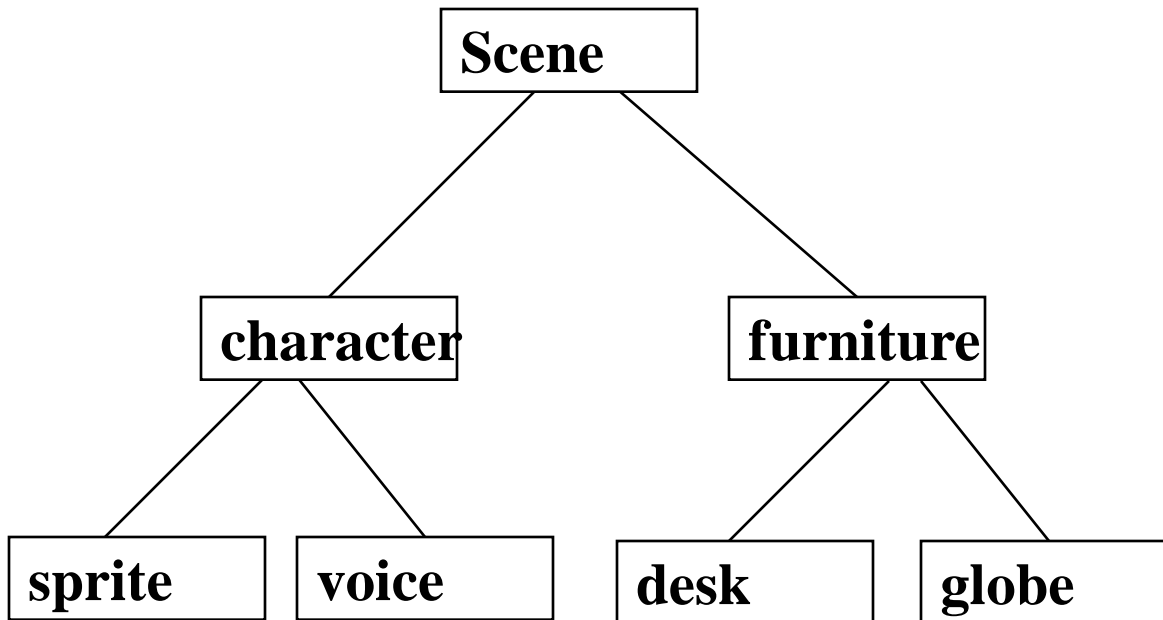 Scene
character
furniture
sprite
voice
desk
globe